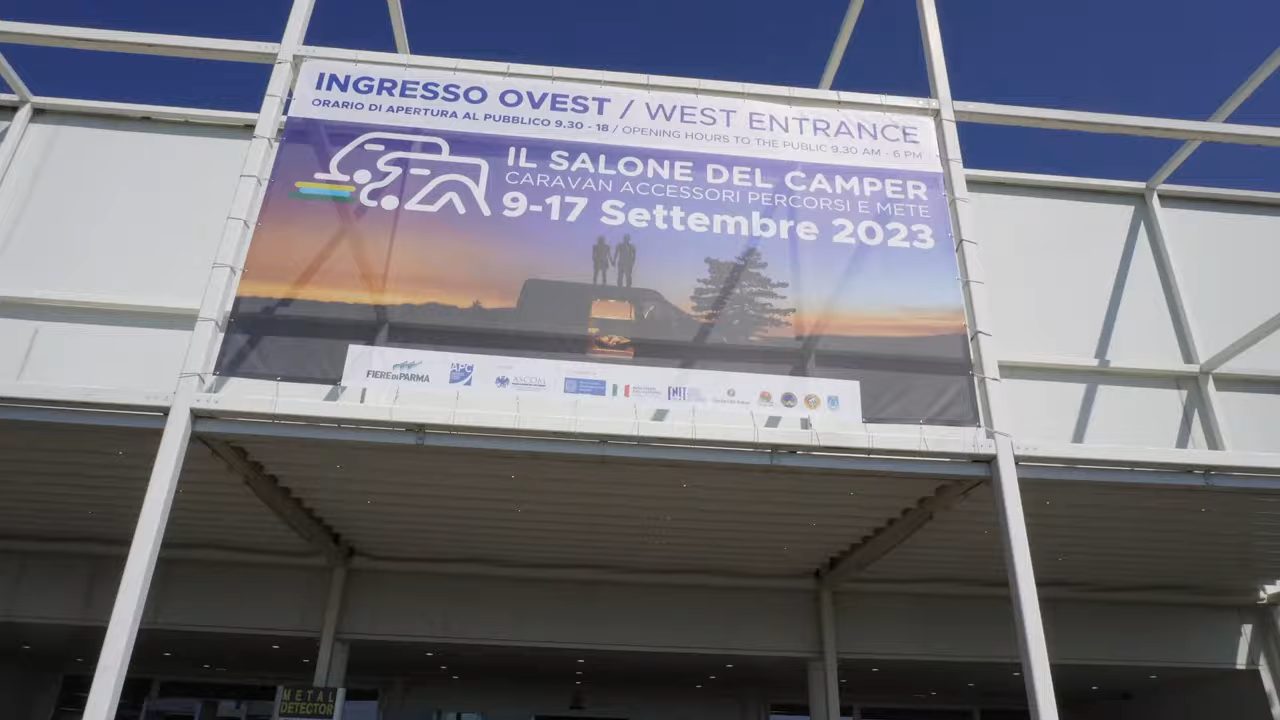 INGRESSO OVEST / WEST ENTRANCE
ORARIO DI APERTURA AL PUBBLICO 9.30 - 18 / OPENING HOURS TO THE PUBLIC 9.30 AM - 6 PM
IL SALONE DEL CAMPER
CARAVAN ACCESSORI PERCORSI E METE
9-17 Settembre 2023
FIERE DI PARMA
APC
ASCOM
METAL
DETECTOR